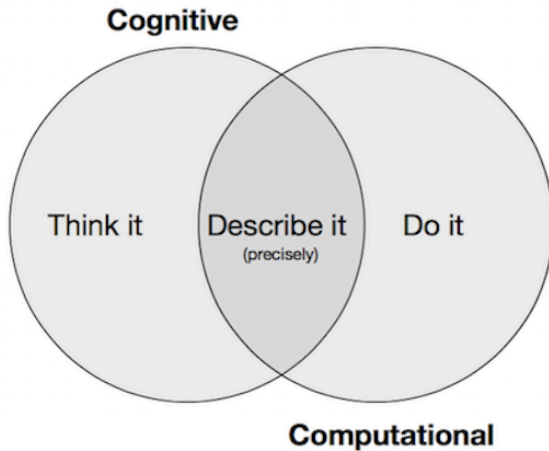 Cognitive
Think it
Describe it
(precisely)
Do it
Computational